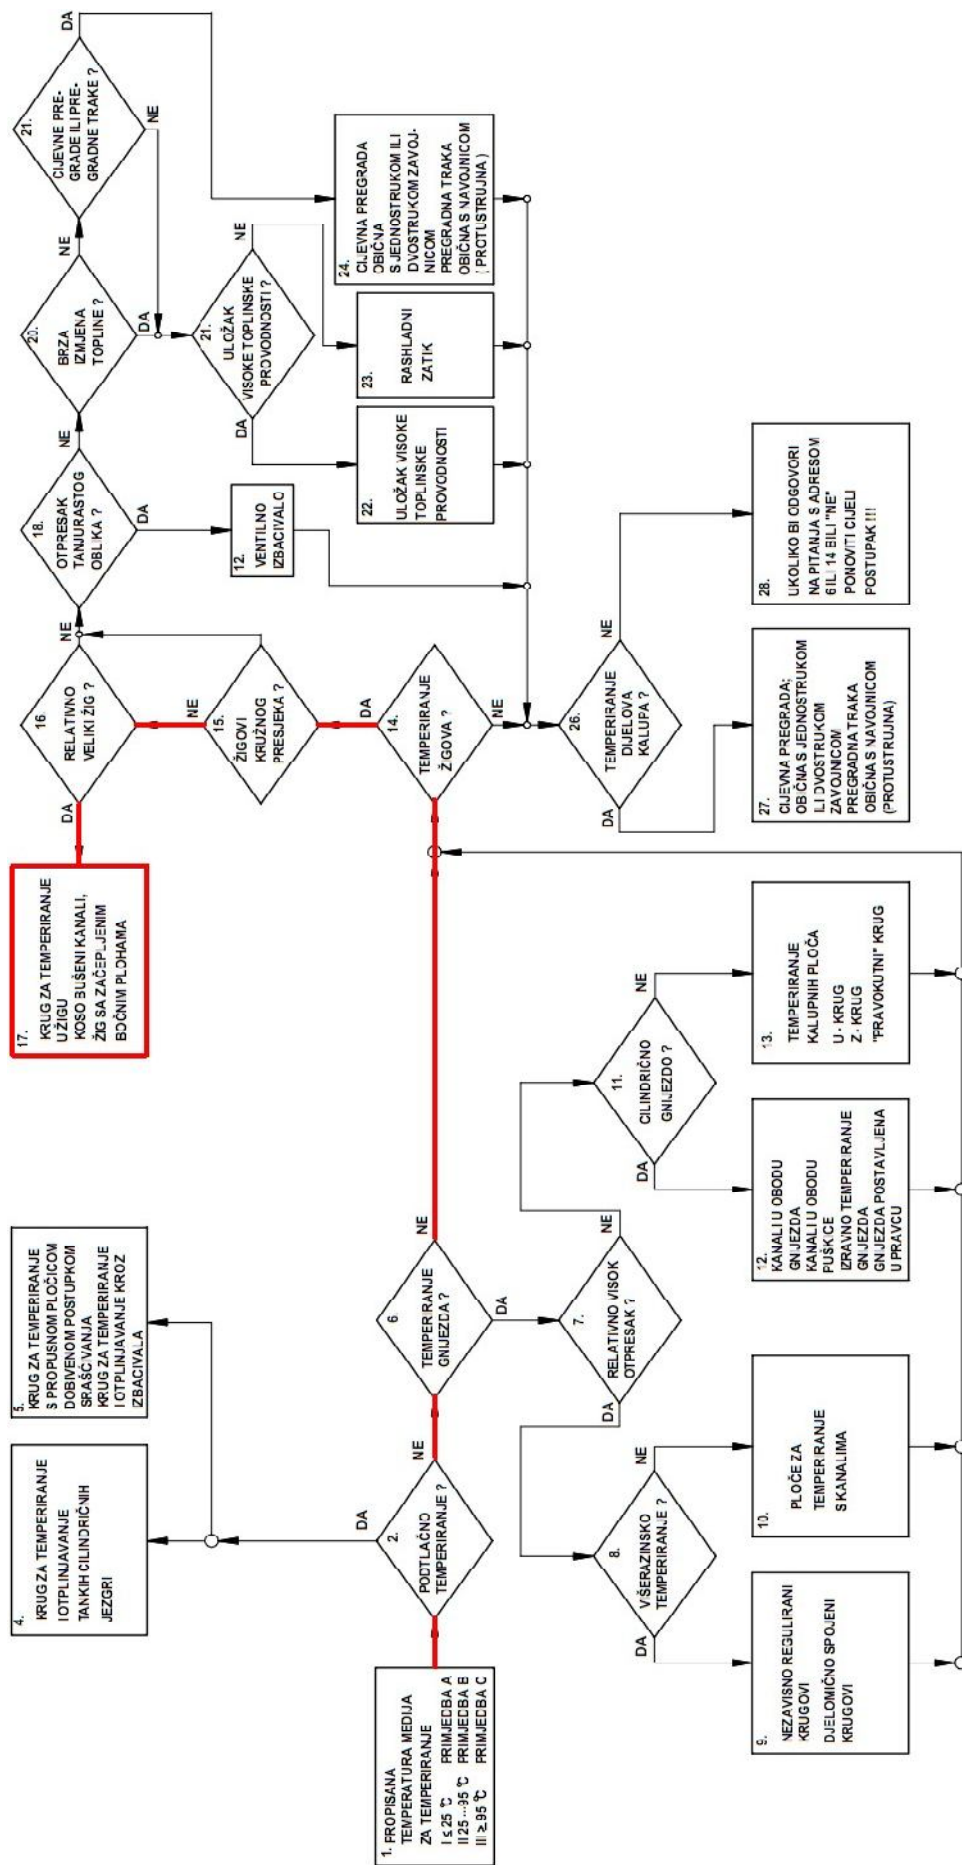 1. PROPISANA
TEMPERATURA MEDIJA
ZA TEMPERIRANJE
I ≤ 25 °C PRIMJEDBA A
II 25 ...95 °C PRIMJEDBA B
III ≥ 95 °C PRIMJEDBA C
2.
PODTLAČNO
TEMPERIRANJE ?
DA
NE
4.
KRUG ZA TEMPERIRANJE
I OTPLINJAVANJE
TANKIH CILINDRIČNIH
JEZGRI
5.
KRUG ZA TEMPERIRANJE
S PROPUSNOM PLOČICOM
DOBIVENOM POSTUPKOM
SRAŠĆIVANJA
KRUG ZA TEMPERIRANJE
I OTPLINJAVANJE KROZ
IZBACIVALA
6
TEMPERIRANJE
GNIJEZDA ?
NE
DA
7.
RELATIVNO VISOK
OTPRESAK ?
DA
NE
8.
VIŠERAZINSKO
TEMPERIRANJE ?
DA
NE
9.
NEZAVISNO REGULIRANI
KRUGOVI
DJELOMIČNO SPOJENI
KRUGOVI
10.
PLOČE ZA
TEMPERIRANJE
S KANALIMA
11.
CILINDRIČNO
GNIJEZDO ?
DA
NE
12.
KANALI U OBODU
GNIJEZDA
KANALI U OBODU
PUŠKICE
IZRAVNO TEMPERIRANJE
GNIJEZDA
GNIJEZDA POSTAVLJENA
U PRAVCU
13.
TEMPERIRANJE
KALUPNIH PLOČA
U - KRUG
Z - KRUG
"PRAVOKUTNI" KRUG
14.
TEMPERIRANJE
ŽIGOVA ?
DA
NE
15.
ŽIGOVI
KRUŽNOG
PRESJEKA ?
NE
16.
RELATIVNO
VELIKI ŽIG ?
DA
NE
17.
KRUG ZA TEMPERIRANJE
U ŽIGU
KOSO BUŠENI KANALI,
ŽIG SA ZAČEPLJENIM
BOČNIM PLOHAMA
18.
OTPRESAK
TANJURASTOG
OBLIKA ?
NE
DA
12.
VENTILNO
IZBACIVALO
20.
BRZA
IZMJENA
TOPLINE ?
NE
DA
21.
CIJEVNE PRE-
GRADE ILI PRE-
GRADNE TRAKE ?
DA
NE
21.
ULOŽAK
VISOKE TOPLINSKE
PROVODNOSTI ?
DA
NE
22.
ULOŽAK VISOKE
TOPLINSKE
PROVODNOSTI
23.
RASHLADNI
ZATIK
24.
CIJEVNA PREGRADA
OBIČNA
S JEDNOSTRUKOM ILI
DVOSTRUKOM ZAVOJ-
NICOM
PREGRADNA TRAKA
OBIČNA S NAVOJNICOM
( PROTUSTRUJNA )
26.
TEMPERIRANJE
DIJELOVA
KALUPA ?
DA
NE
27.
CIJEVNA PREGRADA;
OBIČNA S JEDNOSTRUKOM
ILI DVOSTRUKOM
ZAVOJNICOM
PREGRADNA TRAKA
OBIČNA S NAVOJNICOM
(PROTUSTRUJNA)
28.
UKOLIKO BI ODGOVORI
NA PITANJA S ADRESOM
6 ILI 14 BILI "NE"
PONOVITI CIJELI
POSTUPAK !!!